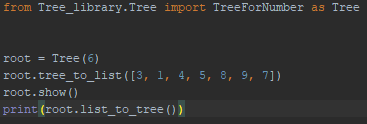 from Tree_library.Tree import TreeForNumber as Tree
root = Tree(6)
root.tree_to_list([3, 1, 4, 5, 8, 9, 7])
root.show()
print(root.list_to_tree())